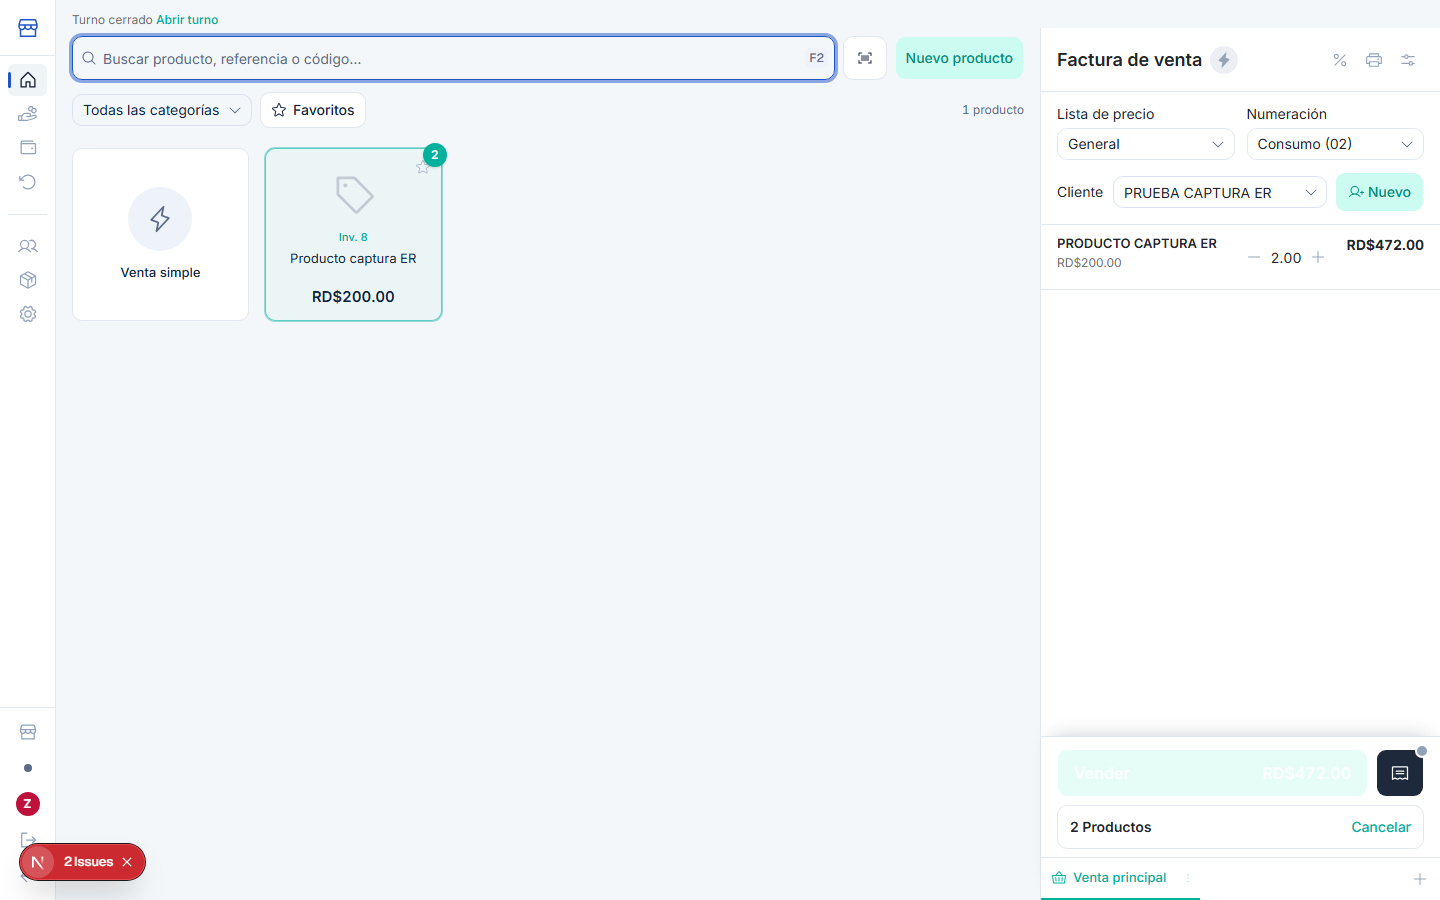 Turno cerrado Abrir turno
Buscar producto, referencia o código...
F2
Nuevo producto
Todas las categorías
Favoritos
1 producto
Venta simple
2
Inv. 8
Producto captura ER
RD$200.00
Factura de venta
Lista de precio
Numeración
General
Consumo (02)
Cliente
PRUEBA CAPTURA ER
Nuevo
PRODUCTO CAPTURA ER
RD$200.00
2.00
RD$472.00
Vender
RD$472.00
2 Productos
Cancelar
Venta principal
Z
N
2 Issues